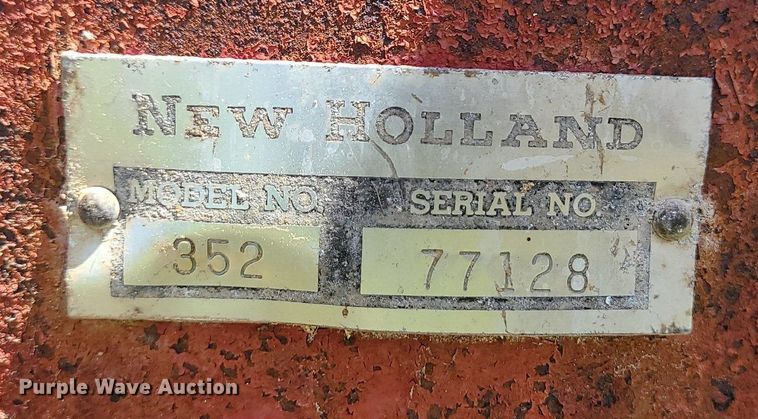 NEW HOLLAND
MODEL NO. SERIAL NO.
352 77128
Purple Wave Auction